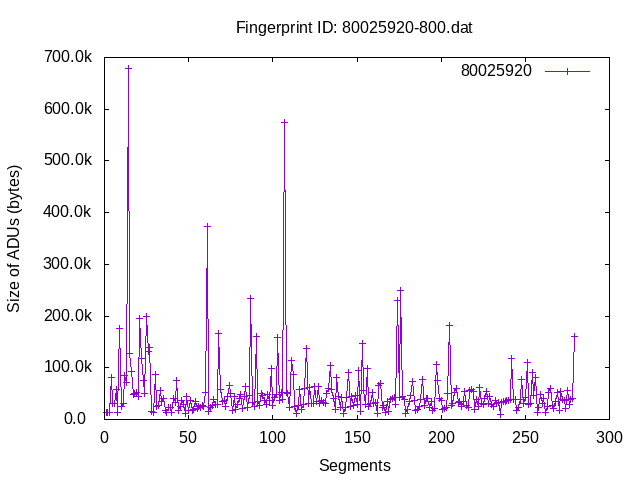 Fingerprint ID: 80025920-800.dat
700.0k
80025920
600.0k
500.0k
400.0k
300.0k
200.0k
100.0k
0.0
Size of ADUs (bytes)
0 50 100 150 200 250 300
Segments